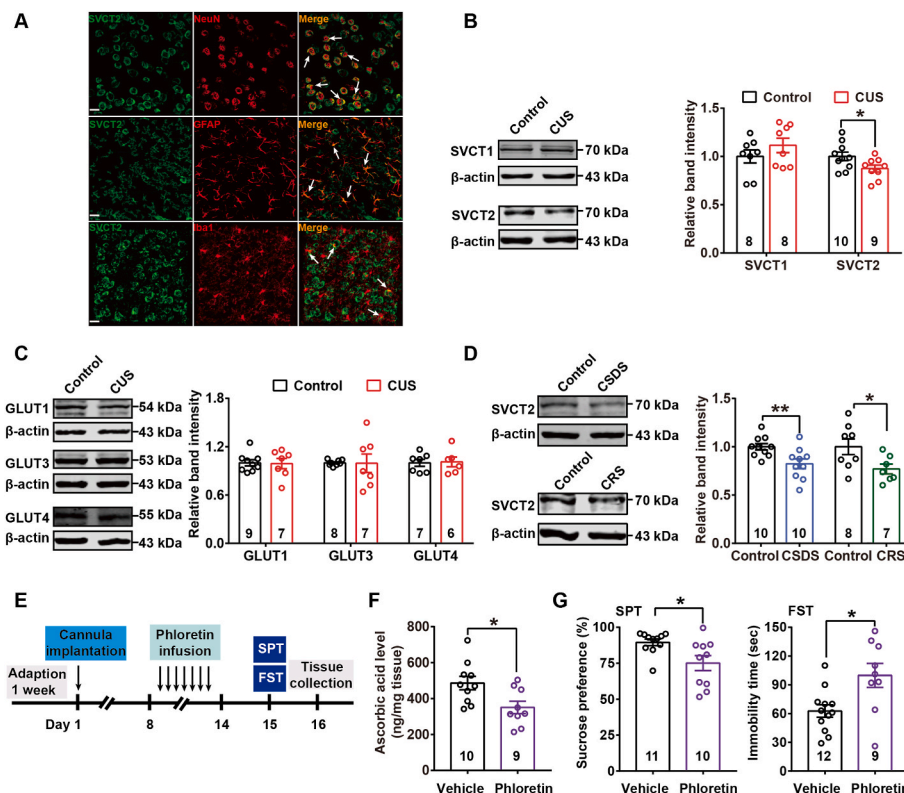 A
SVCT2 NeuN Merge
SVCT2 GFAP Merge
SVCT2 Iba1 Merge
B
Control CUS
SVCT1 70 kDa
β-actin 43 kDa
SVCT2 70 kDa
β-actin 43 kDa
Control CUS
Relative band intensity
1.5
1.0
0.5
0.0
*
8 8 10 9
SVCT1 SVCT2
C
Control CUS
GLUT1 54 kDa
β-actin 43 kDa
GLUT3 53 kDa
β-actin 43 kDa
GLUT4 55 kDa
β-actin 43 kDa
Control CUS
Relative band intensity
1.8
1.2
0.6
0.0
9 7 8 7 7 6
GLUT1 GLUT3 GLUT4
D
Control CSDS
SVCT2 70 kDa
β-actin 43 kDa
Control CRS
SVCT2 70 kDa
β-actin 43 kDa
Relative band intensity
1.5
1.0
0.5
0.0
** *
10 10 8 7
Control CSDS Control CRS
E
Cannula implantation
Phloretin infusion
SPT
FST
Adaption 1 week
Tissue collection
Day 1 8 14 15 16
F
Ascorbic acid level
(ng/mg tissue)
800
600
400
200
0
*
10 9
Vehicle Phloretin
G
SPT
Sucrose preference (%)
100
75
50
25
0
*
11 10
Vehicle Phloretin
FST
Immobility time (sec)
150
120
90
60
30
0
*
12 9
Vehicle Phloretin